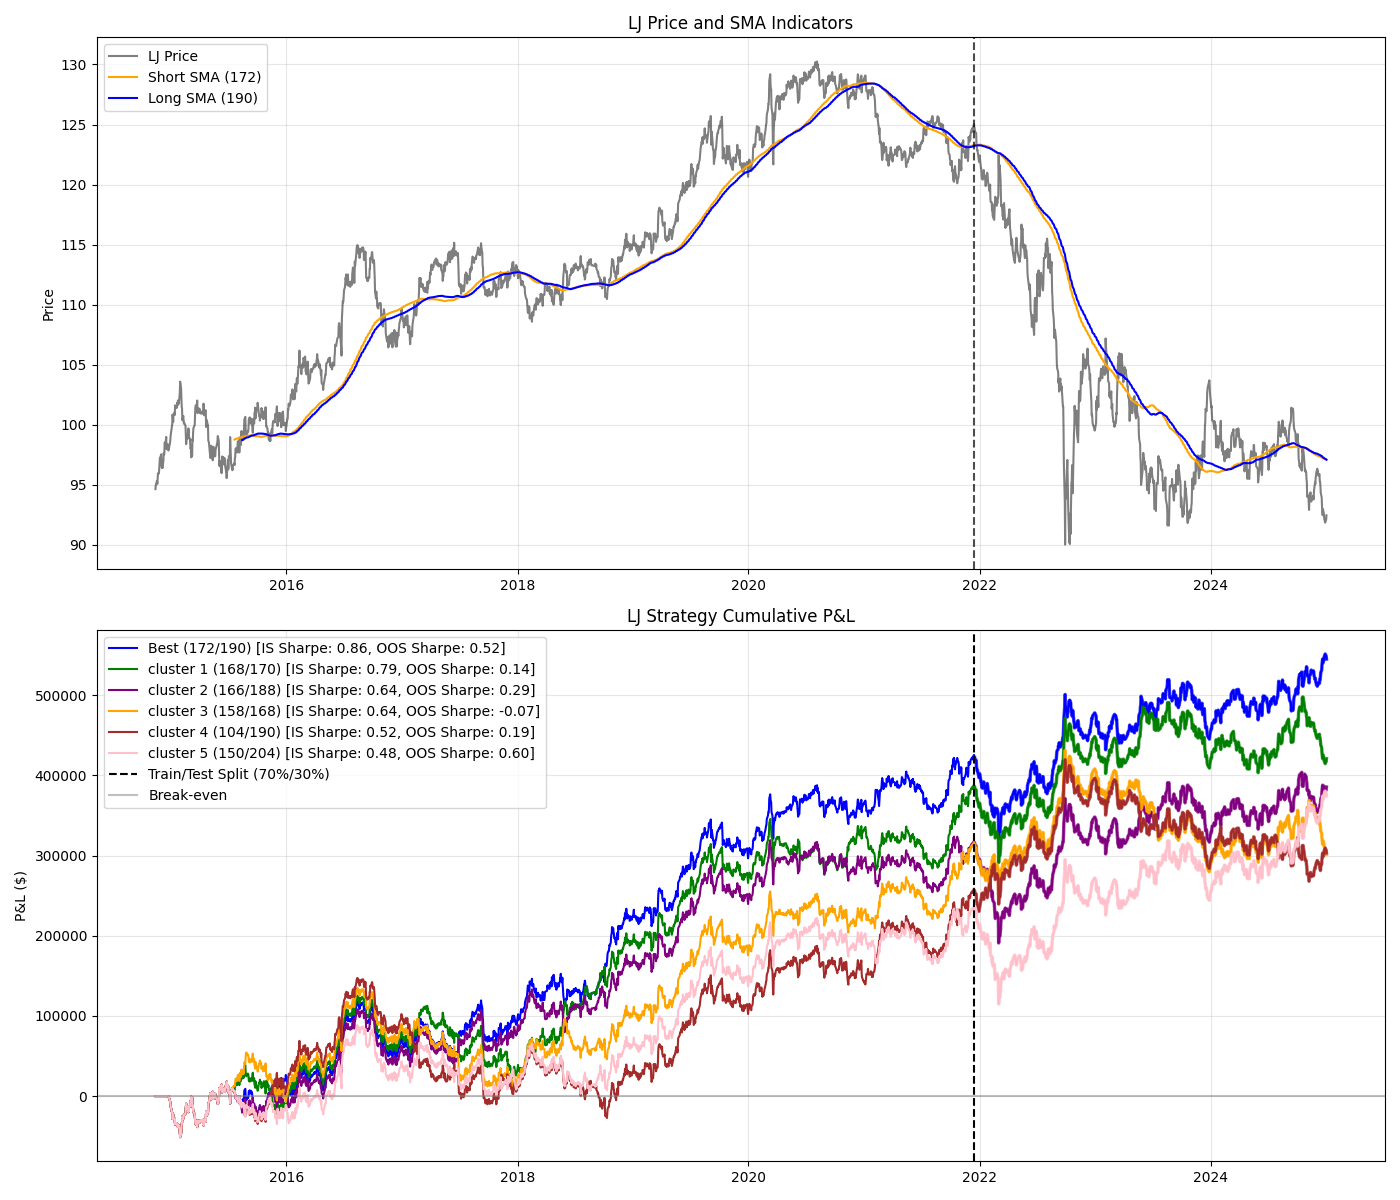 LJ Price and SMA Indicators
LJ Price
Short SMA (172)
Long SMA (190)
Price
130
125
120
115
110
105
100
95
90
2016
2018
2020
2022
2024
LJ Strategy Cumulative P&L
Best (172/190) [IS Sharpe: 0.86, OOS Sharpe: 0.52]
cluster 1 (168/170) [IS Sharpe: 0.79, OOS Sharpe: 0.14]
cluster 2 (166/188) [IS Sharpe: 0.64, OOS Sharpe: 0.29]
cluster 3 (158/168) [IS Sharpe: 0.64, OOS Sharpe: -0.07]
cluster 4 (104/190) [IS Sharpe: 0.52, OOS Sharpe: 0.19]
cluster 5 (150/204) [IS Sharpe: 0.48, OOS Sharpe: 0.60]
Train/Test Split (70%/30%)
Break-even
P&L ($)
500000
400000
300000
200000
100000
0
2016
2018
2020
2022
2024